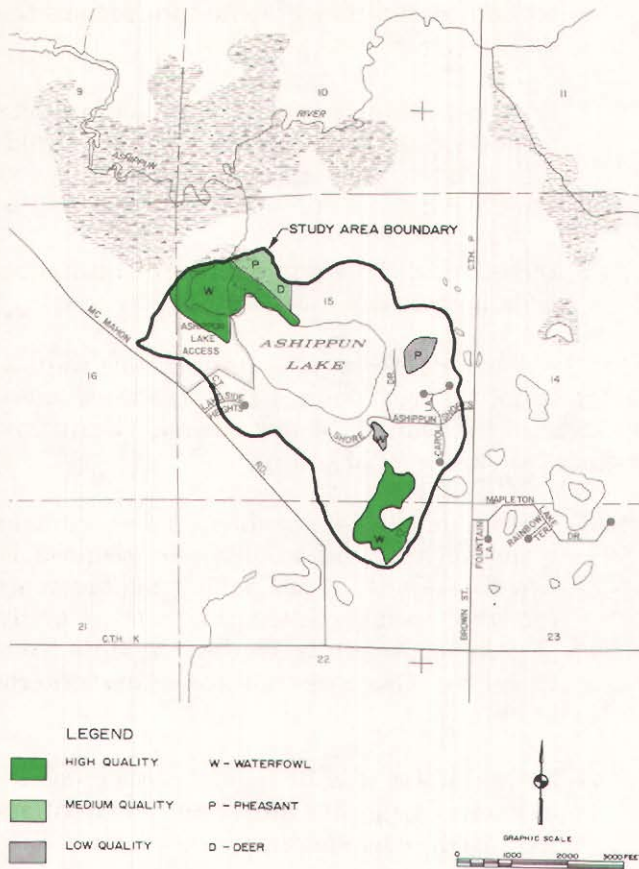 9
10
11
ASHIPPUN
RIVER
STUDY AREA BOUNDARY
C.T.H. P
P
D
W
15
MC MAHON
RD.
ASHIPPUN
LAKE
ACCESS
ASHIPPUN
LAKE
16
14
P
DR.
LA.
CT.
LAKESIDE
HEIGHTS
ASHIPPUN
SHORES
SHORE
W
CAROL
MAPLETON
W
FOUNTAIN
LA.
RAINBOW
LAKE
TER.
DR.
BROWN ST.
21
C.T.H. K
22
23
LEGEND
HIGH QUALITY
W - WATERFOWL
MEDIUM QUALITY
P - PHEASANT
LOW QUALITY
D - DEER
GRAPHIC SCALE
0 1000 2000 3000 FEET